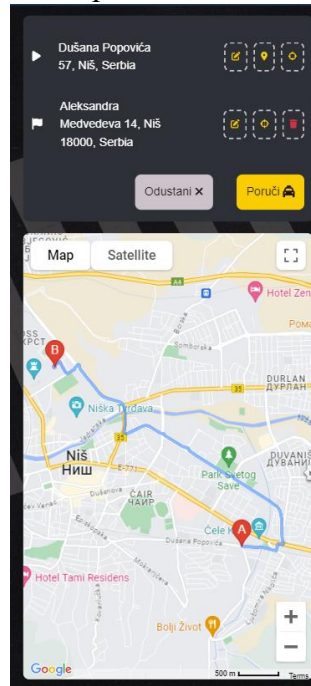 Dušana Popovića
57, Niš, Serbia
Aleksandra
Medvedeva 14, Niš
18000, Serbia
Odustani
Poruči
Map
Satellite
A4
Hotel Zen
Somborska
B
35
DURLAN
ДУРЛАН
Niška Tvrđava
35
Niš
Ниш
E-771
Park Svetog
Save
Dušanova
ČAIR
ЧАИР
Čele K
A
Dušana Popovića
Hotel Tami Residens
Bolji Život
Google
500 m
Terms